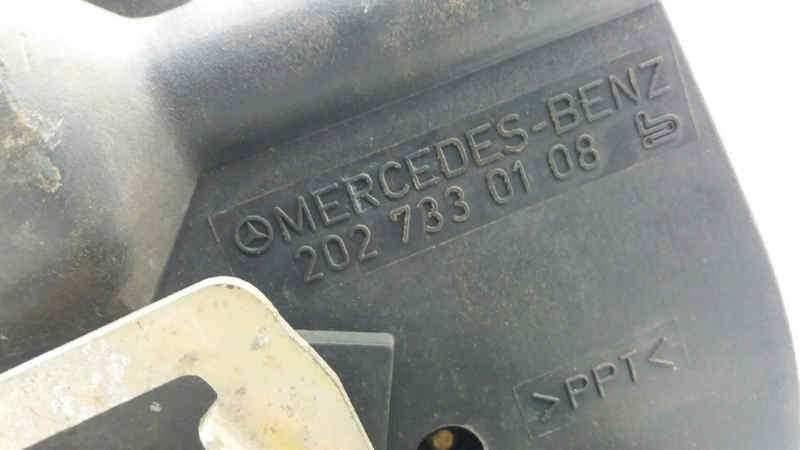 MERCEDES-BENZ
202 733 01 08
>PPT<